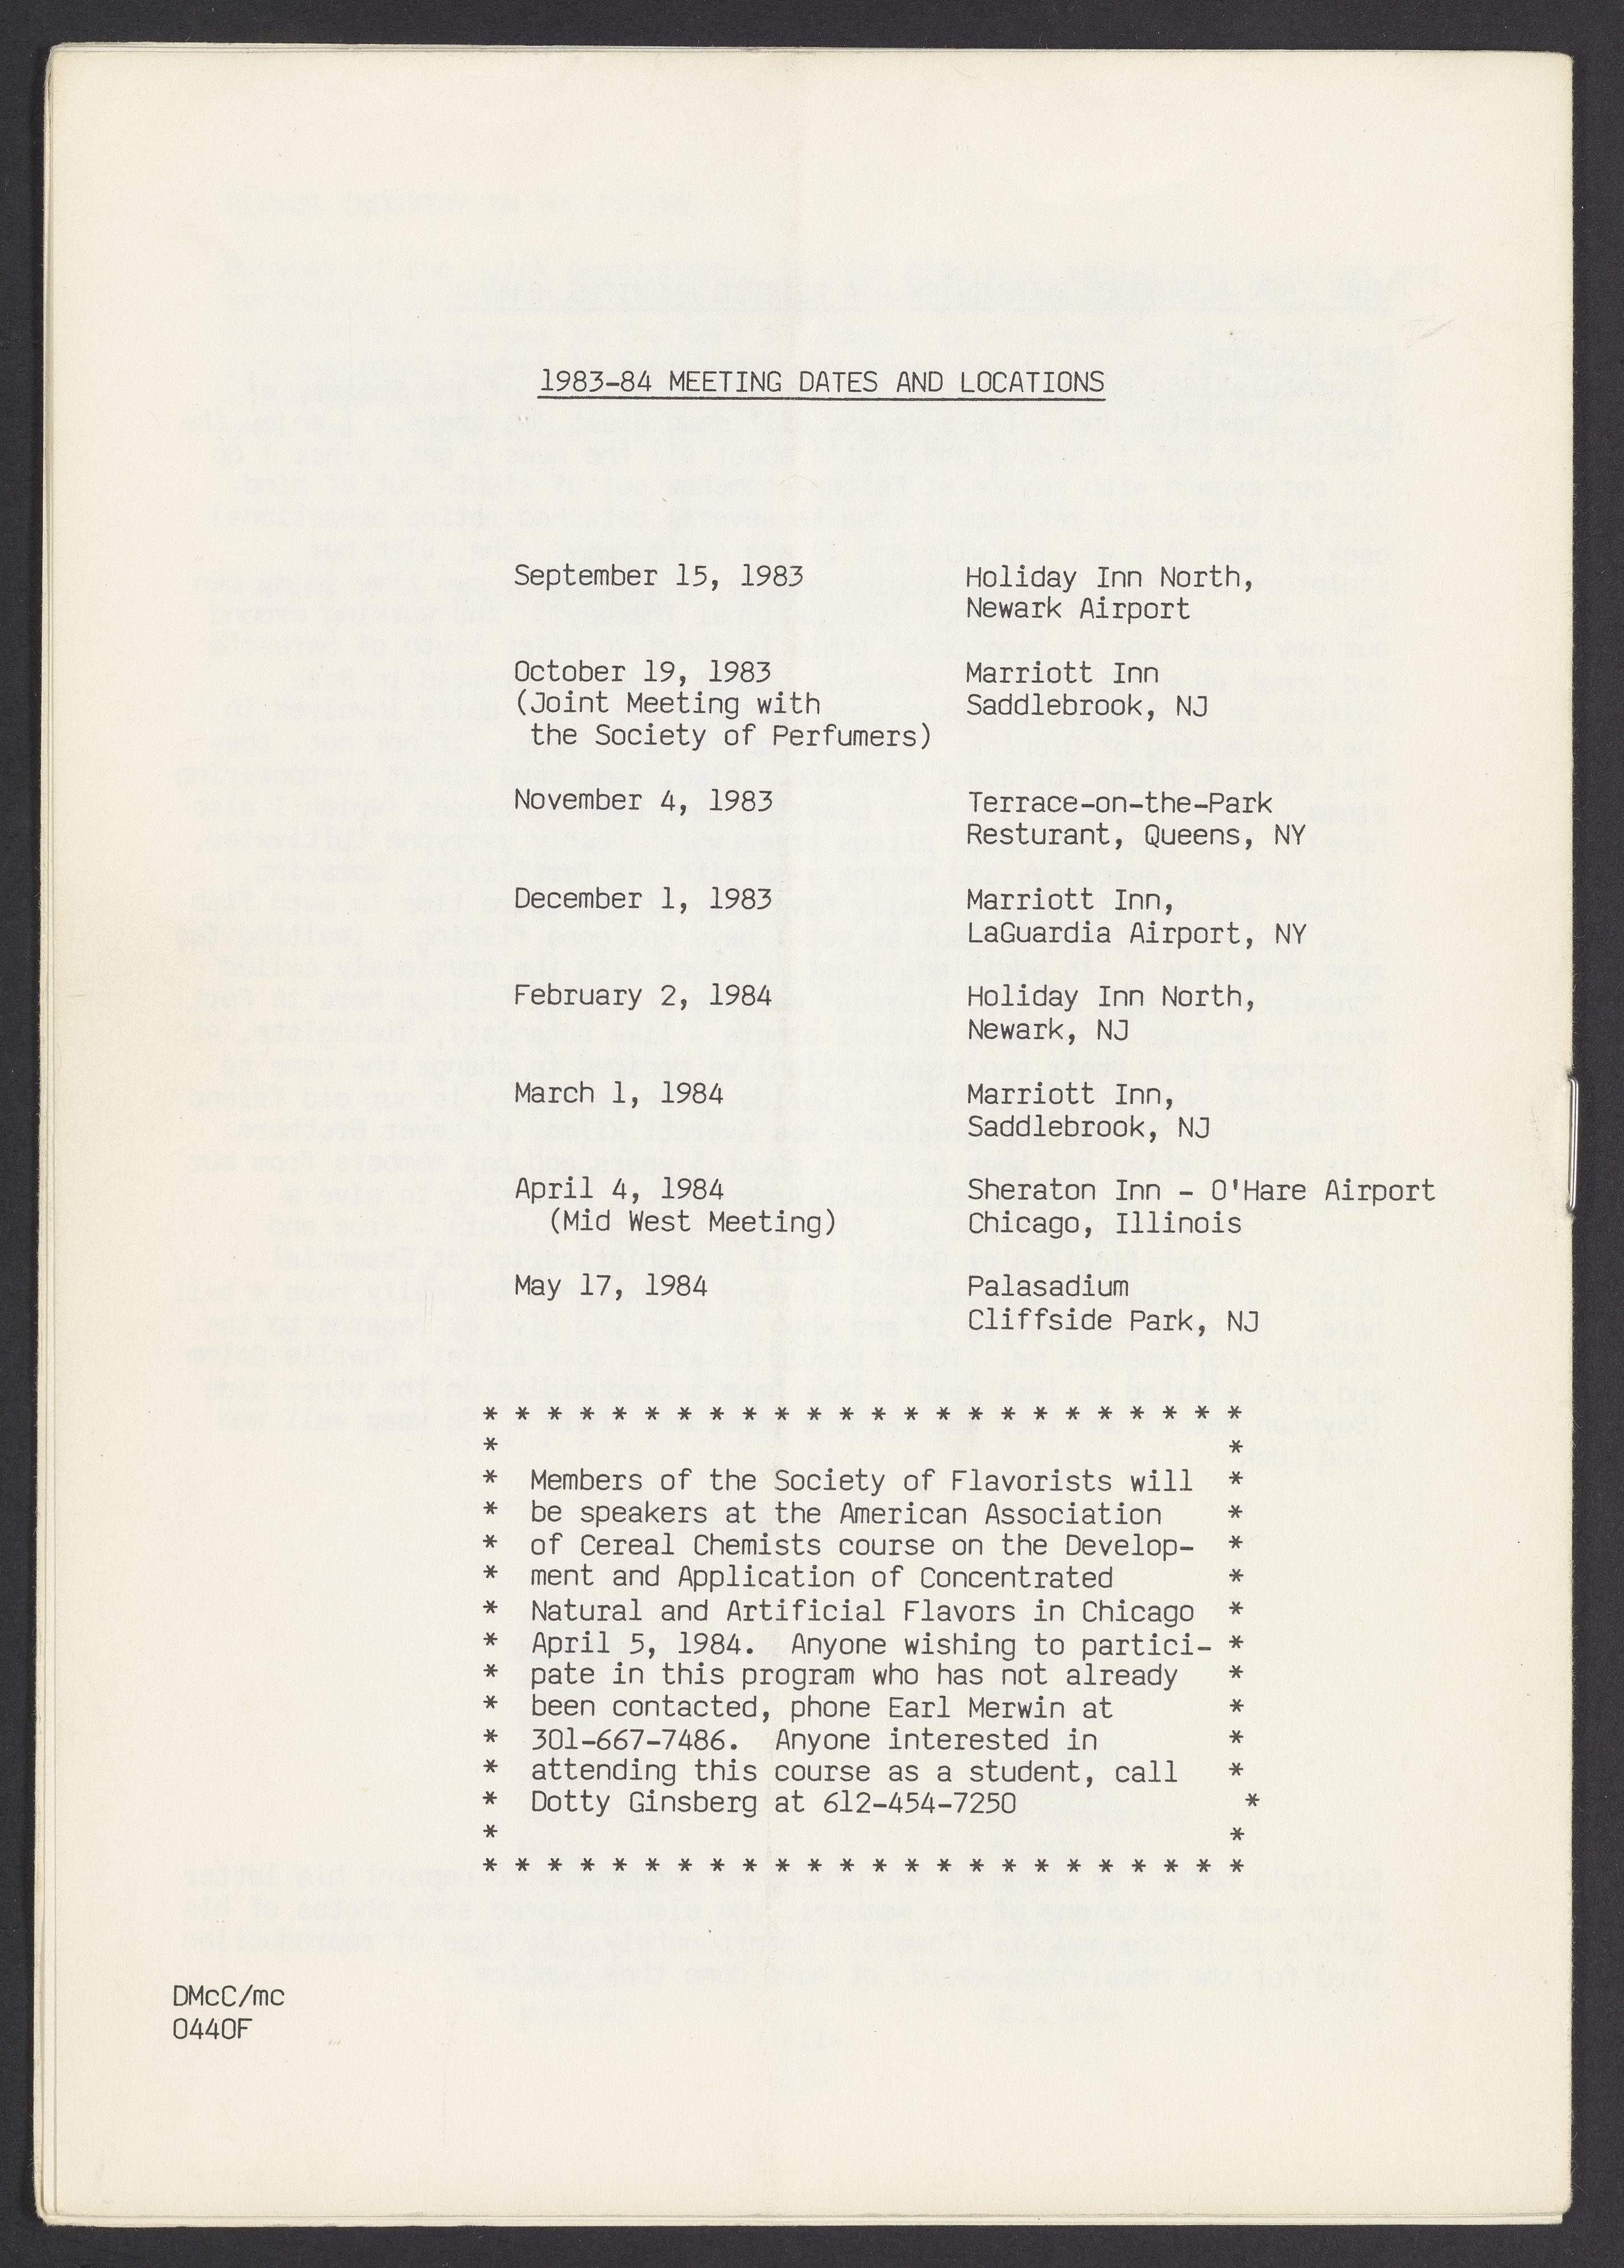 1983-84 MEETING DATES AND LOCATIONS
September 15, 1983 Holiday Inn North,
Newark Airport
October 19, 1983 Marriott Inn
(Joint Meeting with Saddlebrook, NJ
the Society of Perfumers)
November 4, 1983 Terrace-on-the-Park
Resturant, Queens, NY
December 1, 1983 Marriott Inn,
LaGuardia Airport, NY
February 2, 1984 Holiday Inn North,
Newark, NJ
March 1, 1984 Marriott Inn,
Saddlebrook, NJ
April 4, 1984 Sheraton Inn - O'Hare Airport
(Mid West Meeting) Chicago, Illinois
May 17, 1984 Palasadium
Cliffside Park, NJ
* * * * * * * * * * * * * * * * * * * * * * * *
* *
* Members of the Society of Flavorists will *
* be speakers at the American Association *
* of Cereal Chemists course on the Develop- *
* ment and Application of Concentrated *
* Natural and Artificial Flavors in Chicago *
* April 5, 1984. Anyone wishing to partici- *
* pate in this program who has not already *
* been contacted, phone Earl Merwin at *
* 301-667-7486. Anyone interested in *
* attending this course as a student, call *
* Dotty Ginsberg at 612-454-7250 *
* *
* * * * * * * * * * * * * * * * * * * * * * * *
DMcC/mc
0440F